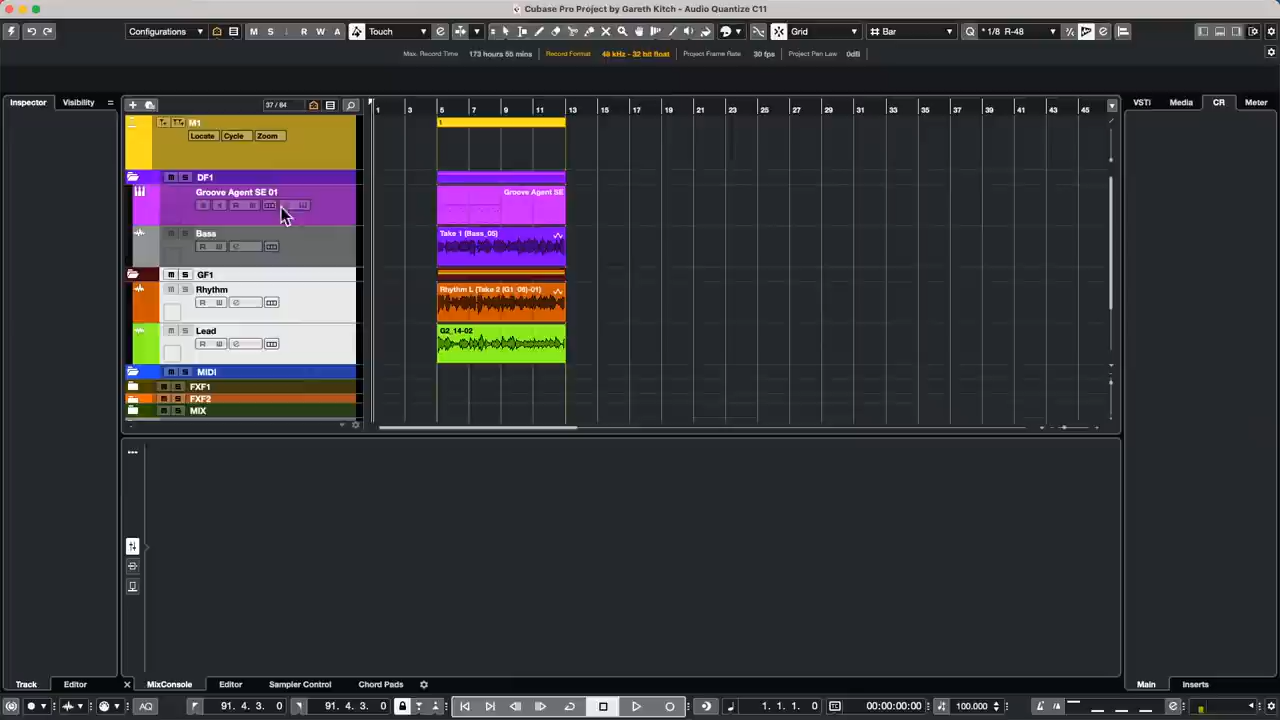 Cubase Pro Project by Gareth Kitch - Audio Quantize C11
Configurations M S L R W A Touch Grid Bar Q * 1/8 R-48
Max. Record Time 173 hours 55 mins Record Format 48 kHz - 32 bit float Project Frame Rate 30 fps Project Pan Law 0dB
Inspector Visibility
37 / 84
1 3 5 7 9 11 13 15 17 19 21 23 25 27 29 31 33 35 37 39 41 43 45
VSTi Media CR Meter
M1
Locate Cycle Zoom
1
m S DF1
Groove Agent SE 01
R W
Groove Agent SE
Bass
R W
Take 1 (Bass_05)
m S GF1
Rhythm
R W
Rhythm L (Take 2 (G1_06)-01)
Lead
R W
G2_14-02
m S MIDI
m S FXF1
m S FXF2
m S MIX
Track Editor
MixConsole Editor Sampler Control Chord Pads
Main Inserts
AQ 91. 4. 3. 0 91. 4. 3. 0 1. 1. 1. 0 00:00:00:00 100.000